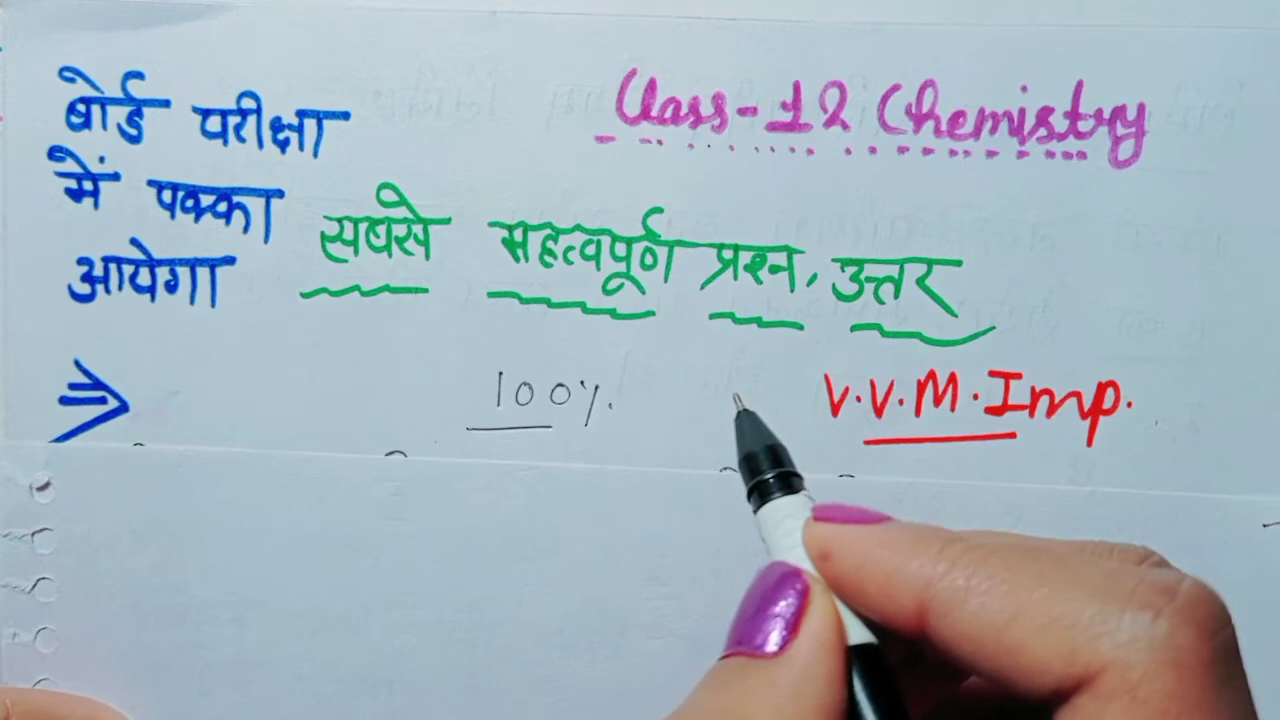 Class-12 Chemistry
बोर्ड परीक्षा
में पक्का
आयेगा
सबसे महत्वपूर्ण प्रश्न, उत्तर
100%.
V.V.M.Imp.